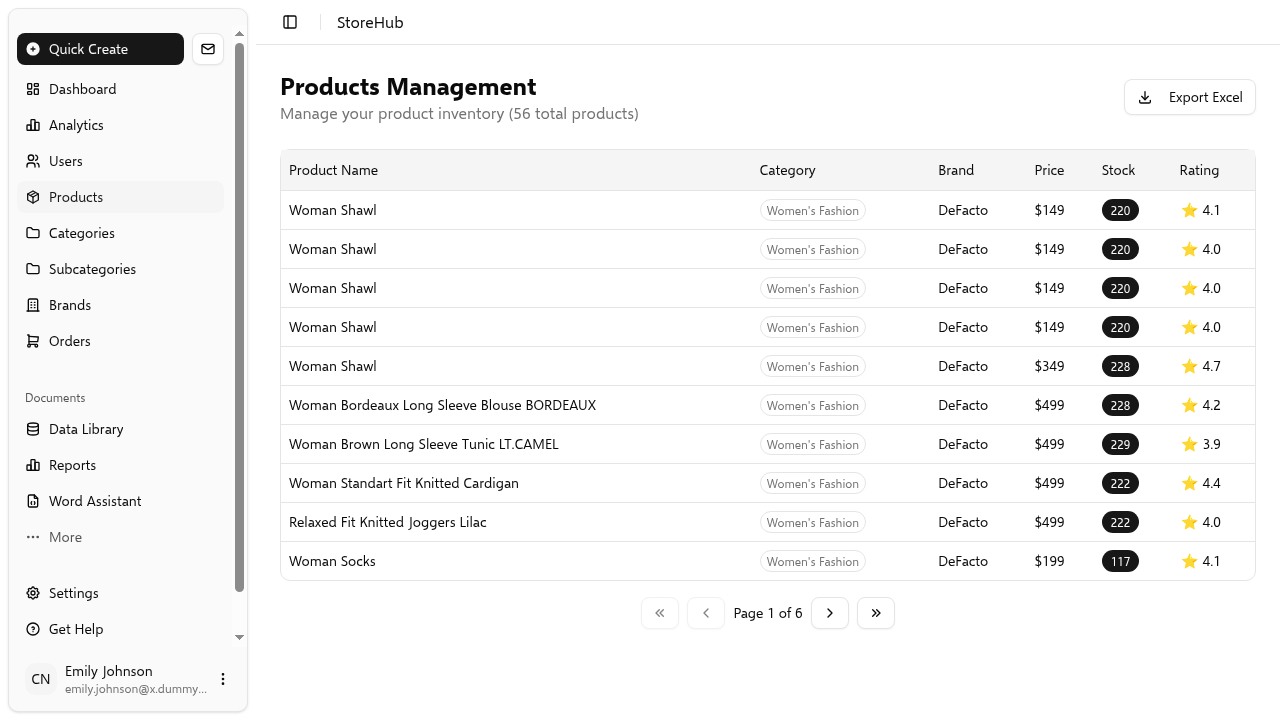 Quick Create
Dashboard
Analytics
Users
Products
Categories
Subcategories
Brands
Orders
Documents
Data Library
Reports
Word Assistant
More
Settings
Get Help
CN
Emily Johnson
emily.johnson@x.dummy...
StoreHub
Products Management
Manage your product inventory (56 total products)
Export Excel
Product Name Category Brand Price Stock Rating
Woman Shawl Women's Fashion DeFacto $149 220 ⭐ 4.1
Woman Shawl Women's Fashion DeFacto $149 220 ⭐ 4.0
Woman Shawl Women's Fashion DeFacto $149 220 ⭐ 4.0
Woman Shawl Women's Fashion DeFacto $149 220 ⭐ 4.0
Woman Shawl Women's Fashion DeFacto $349 228 ⭐ 4.7
Woman Bordeaux Long Sleeve Blouse BORDEAUX Women's Fashion DeFacto $499 228 ⭐ 4.2
Woman Brown Long Sleeve Tunic LT.CAMEL Women's Fashion DeFacto $499 229 ⭐ 3.9
Woman Standart Fit Knitted Cardigan Women's Fashion DeFacto $499 222 ⭐ 4.4
Relaxed Fit Knitted Joggers Lilac Women's Fashion DeFacto $499 222 ⭐ 4.0
Woman Socks Women's Fashion DeFacto $199 117 ⭐ 4.1
Page 1 of 6